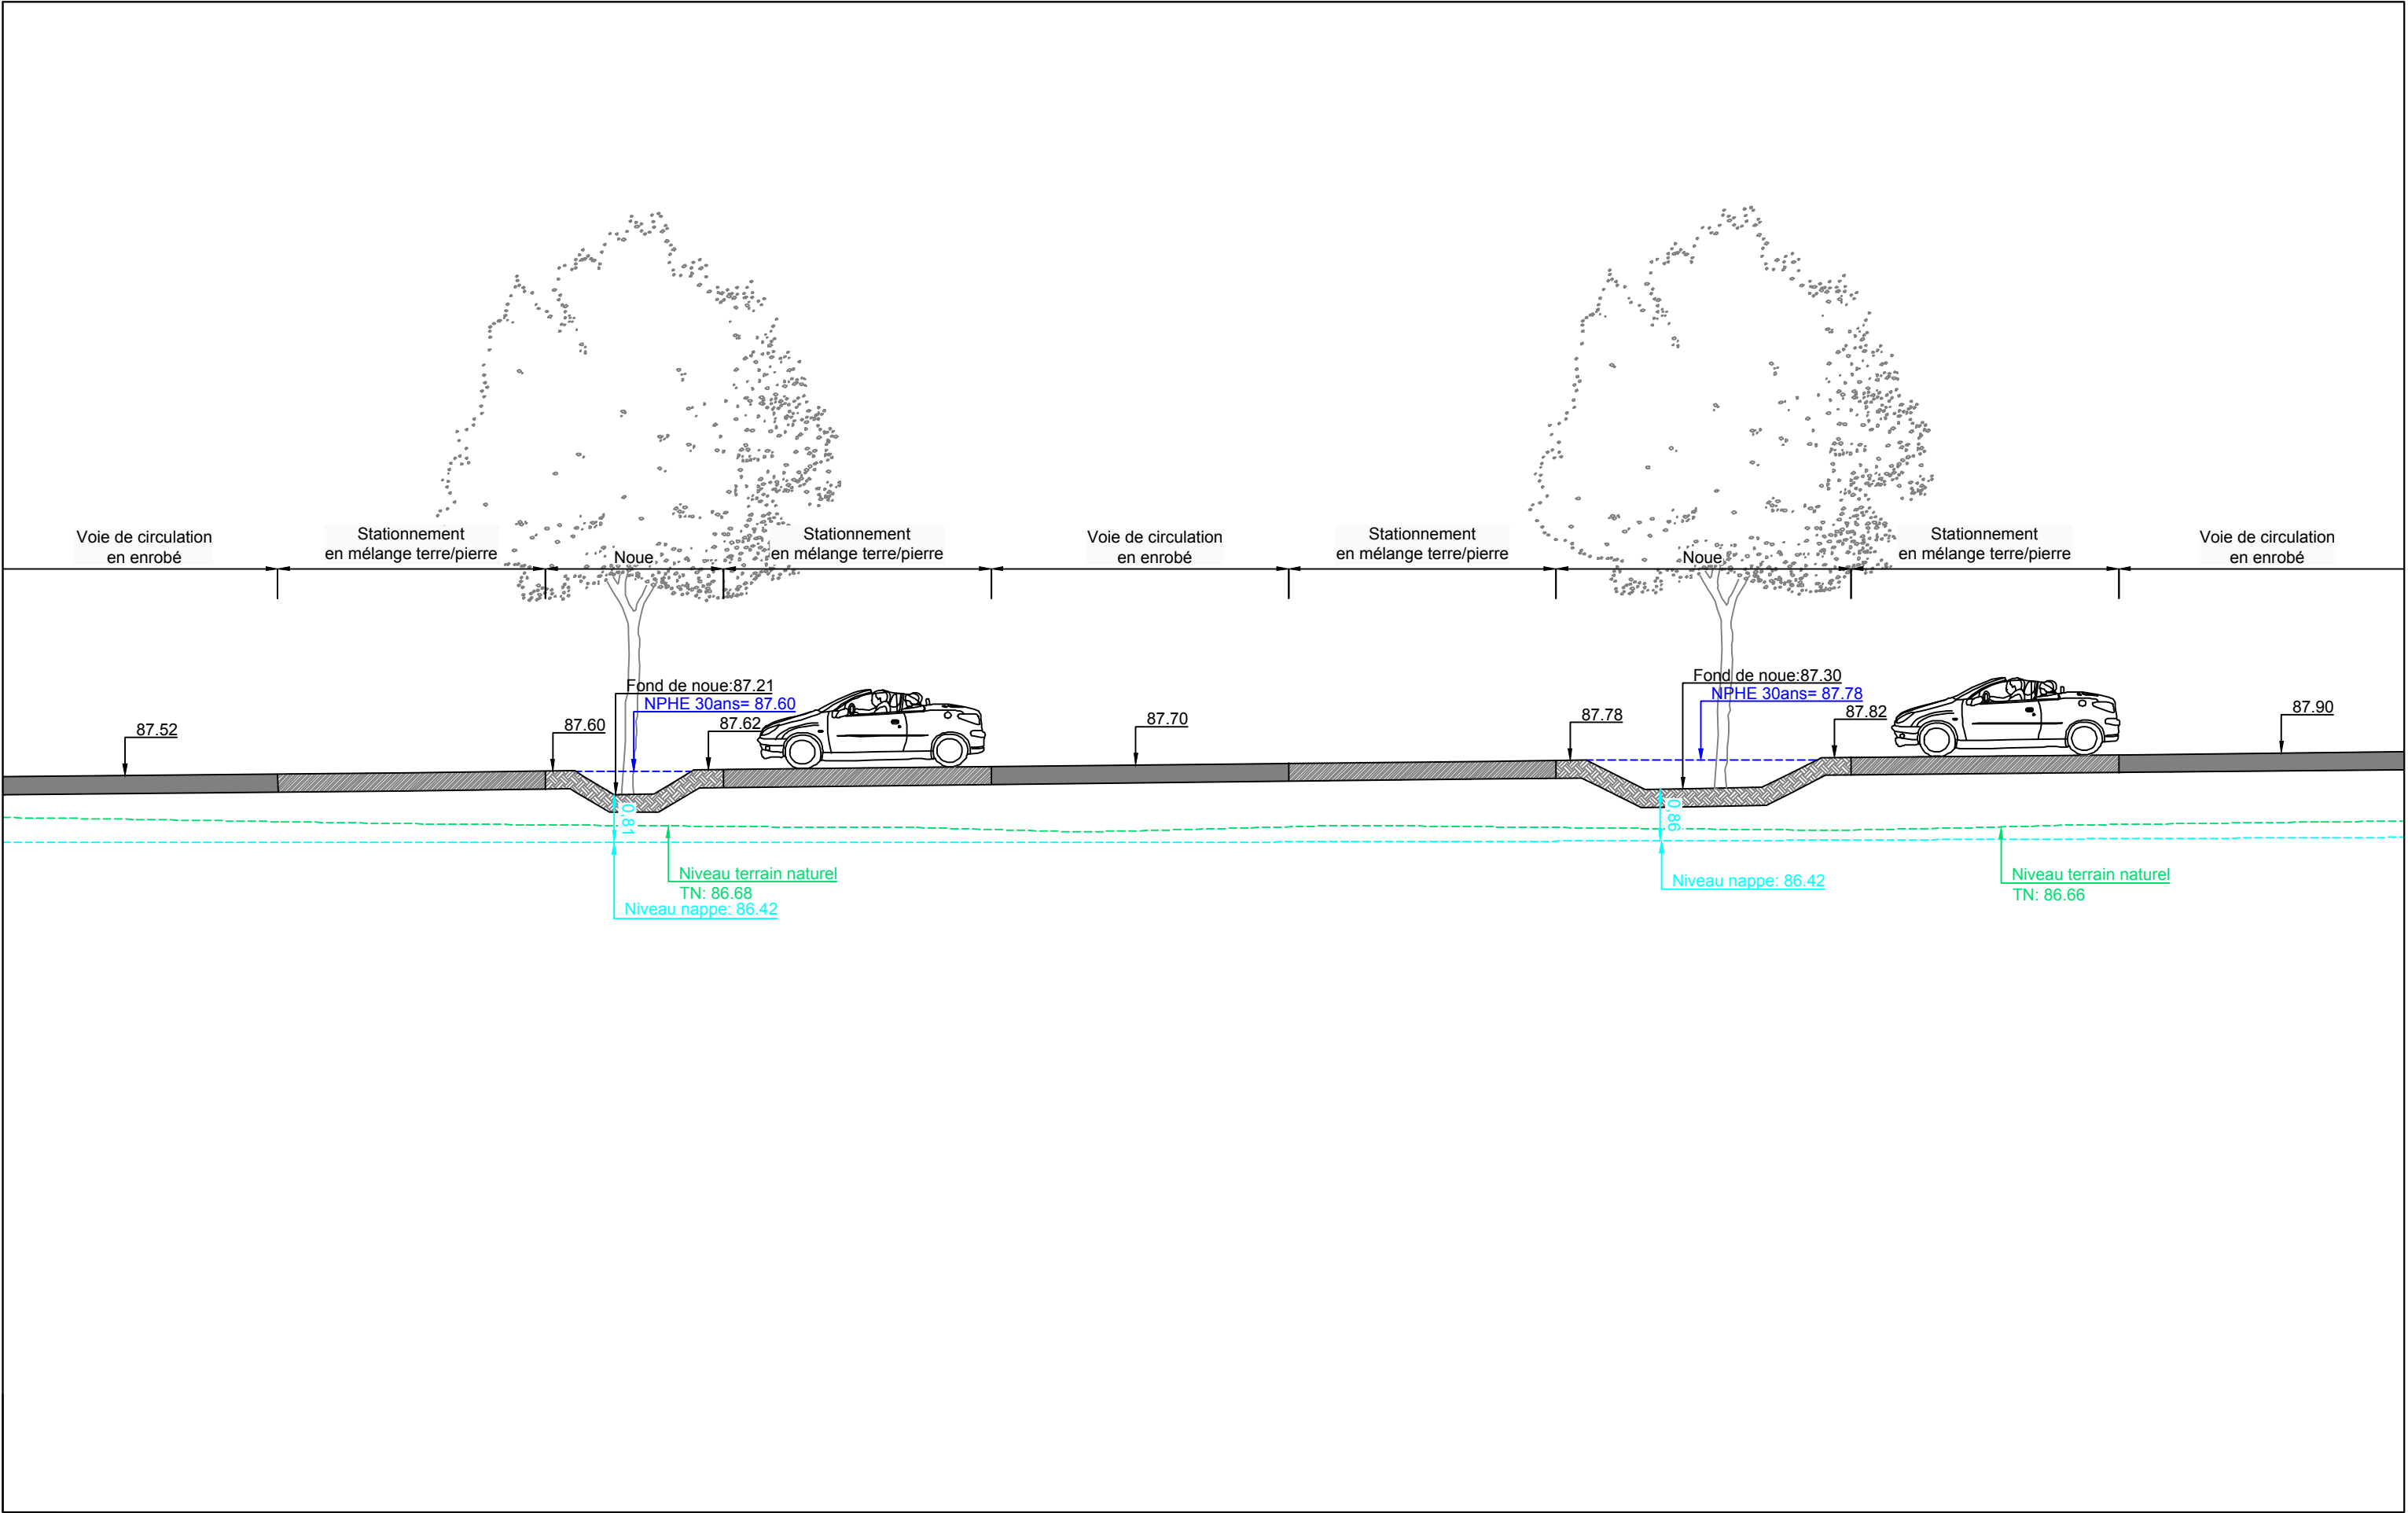 Voie de circulation
en enrobé
Stationnement
en mélange terre/pierre
Noue
Stationnement
en mélange terre/pierre
Voie de circulation
en enrobé
Stationnement
en mélange terre/pierre
Noue
Stationnement
en mélange terre/pierre
Voie de circulation
en enrobé
87.52
87.60
Fond de noue:87.21
NPHE 30ans= 87.60
87.62
87.70
87.78
Fond de noue:87.30
NPHE 30ans= 87.78
87.82
87.90
0,81
0,86
Niveau terrain naturel
TN: 86.68
Niveau nappe: 86.42
Niveau nappe: 86.42
Niveau terrain naturel
TN: 86.66